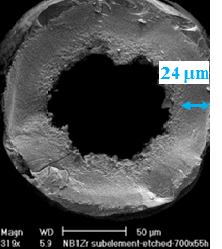 24 μm
Magn WD 50 μm
319x 5.9 NB1Zr subelement-etched-700x55h